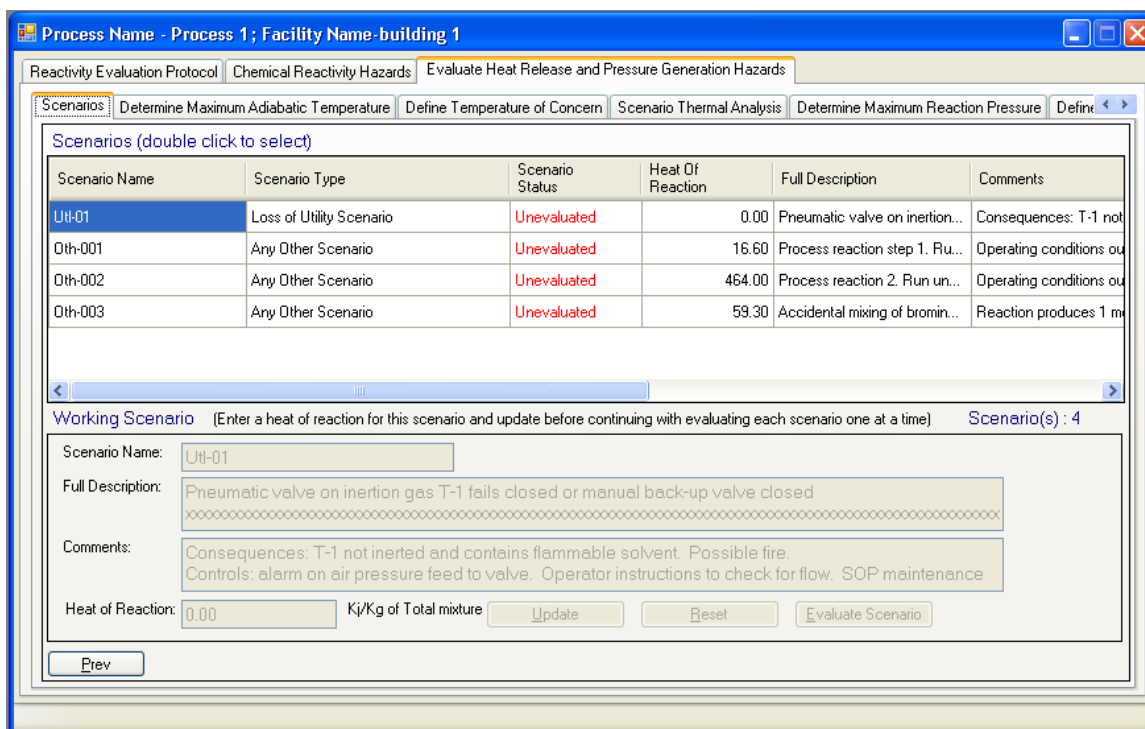 Process Name - Process 1 ; Facility Name-building 1
Reactivity Evaluation Protocol Chemical Reactivity Hazards Evaluate Heat Release and Pressure Generation Hazards
Scenarios Determine Maximum Adiabatic Temperature Define Temperature of Concern Scenario Thermal Analysis Determine Maximum Reaction Pressure Define
Scenarios (double click to select)
Scenario Name Scenario Type Scenario Status Heat Of Reaction Full Description Comments
Utl-01 Loss of Utility Scenario Unevaluated 0.00 Pneumatic valve on inertion... Consequences: T-1 not
Oth-001 Any Other Scenario Unevaluated 16.60 Process reaction step 1. Ru... Operating conditions ou
Oth-002 Any Other Scenario Unevaluated 464.00 Process reaction 2. Run un... Operating conditions ou
Oth-003 Any Other Scenario Unevaluated 59.30 Accidental mixing of bromin... Reaction produces 1 m
Working Scenario (Enter a heat of reaction for this scenario and update before continuing with evaluating each scenario one at a time) Scenario(s) : 4
Scenario Name: Utl-01
Full Description: Pneumatic valve on inertion gas T-1 fails closed or manual back-up valve closed
Comments: Consequences: T-1 not inerted and contains flammable solvent. Possible fire.
Controls: alarm on air pressure feed to valve. Operator instructions to check for flow. SOP maintenance
Heat of Reaction: 0.00 Kj/Kg of Total mixture Update Reset Evaluate Scenario
Prev